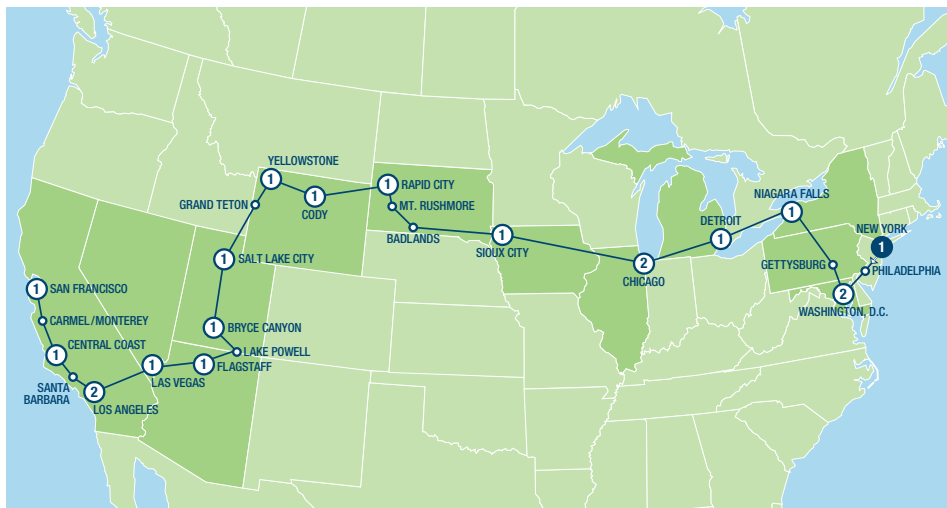 YELLOWSTONE
1
GRAND TETON
1
CODY
1
RAPID CITY
MT. RUSHMORE
BADLANDS
1
SIOUX CITY
2
CHICAGO
DETROIT
1
NIAGARA FALLS
1
NEW YORK
1
GETTYSBURG
PHILADELPHIA
2
WASHINGTON, D.C.
1
SALT LAKE CITY
1
SAN FRANCISCO
CARMEL/MONTEREY
1
CENTRAL COAST
SANTA
BARBARA
2
LOS ANGELES
1
LAS VEGAS
1
FLAGSTAFF
LAKE POWELL
1
BRYCE CANYON